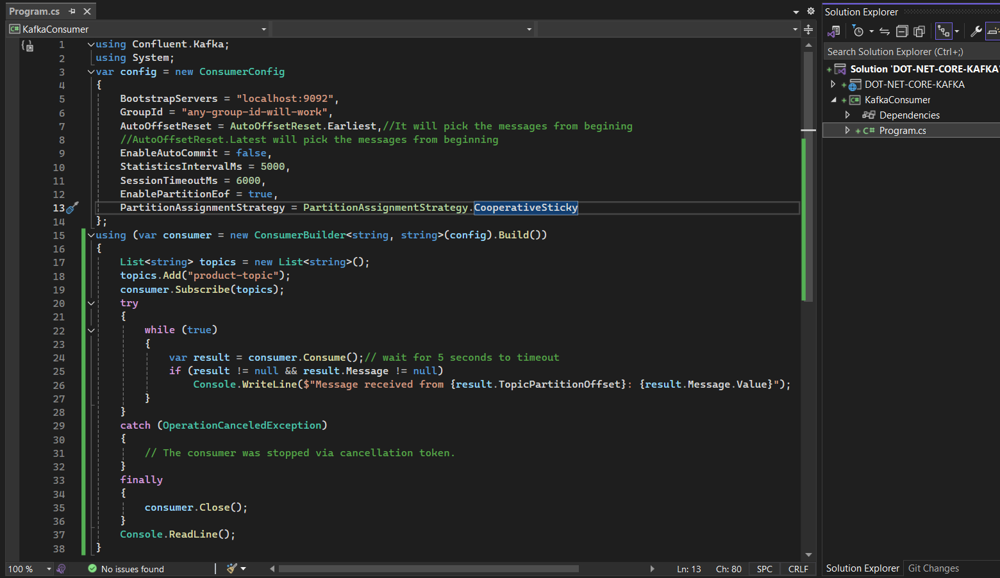 Program.cs
KafkaConsumer
1 using Confluent.Kafka;
2 using System;
3 var config = new ConsumerConfig
4 {
5 BootstrapServers = "localhost:9092",
6 GroupId = "any-group-id-will-work",
7 AutoOffsetReset = AutoOffsetReset.Earliest,//It will pick the messages from begining
8 //AutoOffsetReset.Latest will pick the messages from beginning
9 EnableAutoCommit = false,
10 StatisticsIntervalMs = 5000,
11 SessionTimeoutMs = 6000,
12 EnablePartitionEof = true,
13 PartitionAssignmentStrategy = PartitionAssignmentStrategy.CooperativeSticky
14 };
15 using (var consumer = new ConsumerBuilder<string, string>(config).Build())
16 {
17 List<string> topics = new List<string>();
18 topics.Add("product-topic");
19 consumer.Subscribe(topics);
20 try
21 {
22 while (true)
23 {
24 var result = consumer.Consume();// wait for 5 seconds to timeout
25 if (result != null && result.Message != null)
26 Console.WriteLine($"Message received from {result.TopicPartitionOffset}: {result.Message.Value}");
27 }
28 }
29 catch (OperationCanceledException)
30 {
31 // The consumer was stopped via cancellation token.
32 }
33 finally
34 {
35 consumer.Close();
36 }
37 Console.ReadLine();
38 }
100 % No issues found Ln: 13 Ch: 80 SPC CRLF
Solution Explorer
Search Solution Explorer (Ctrl+;)
Solution 'DOT-NET-CORE-KAFKA'
DOT-NET-CORE-KAFKA
C# KafkaConsumer
Dependencies
C# Program.cs
Solution Explorer Git Changes